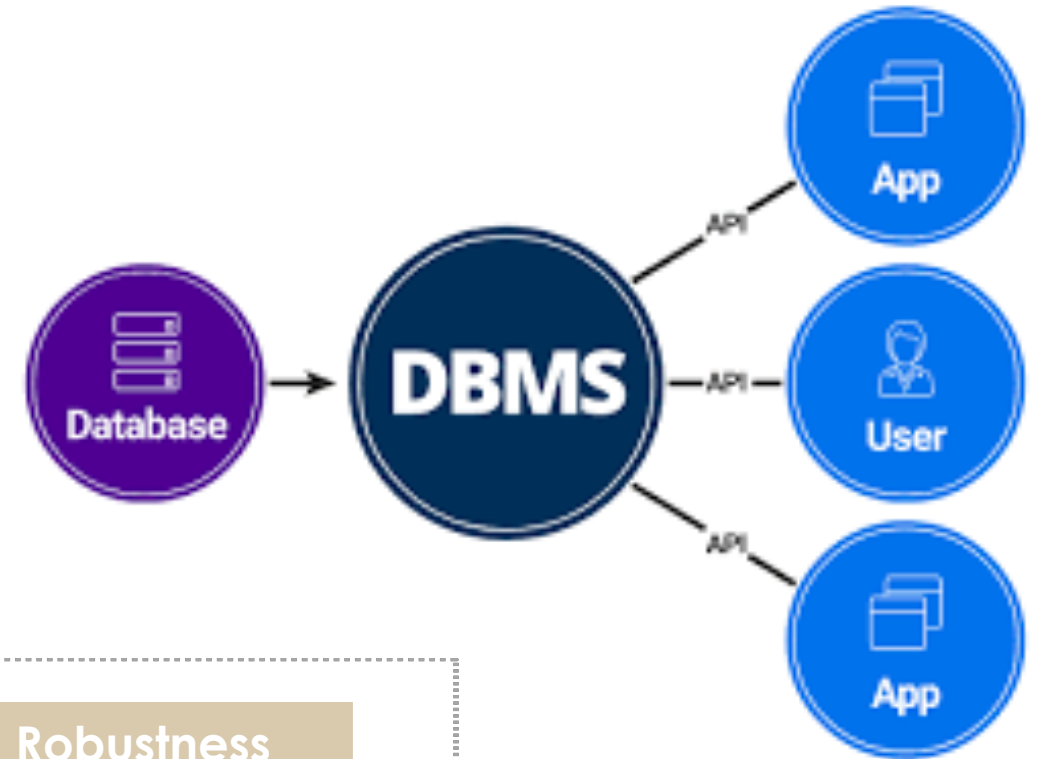 App
API
Database
DBMS
API
User
API
App
Robustness